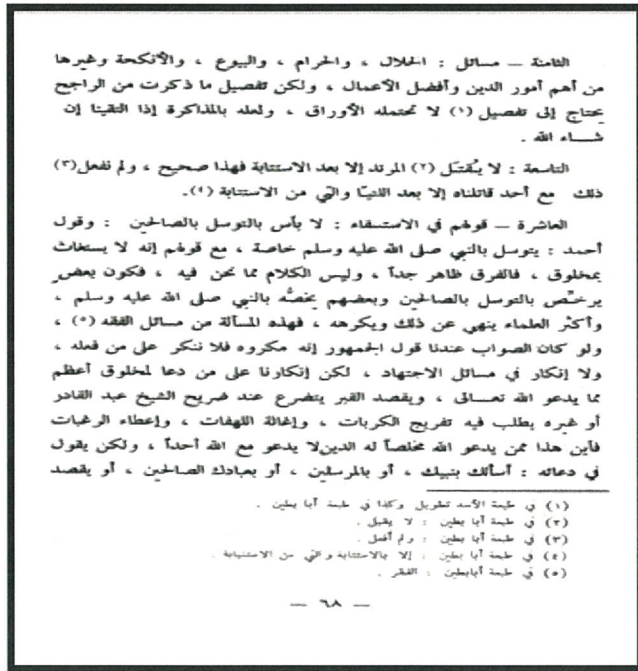 الثامنة — مسائل : الحلال ، والحرام ، والبيوع ، والأنكحة وغيرها
من أهم أمور الدين وأفضل الأعمال ، ولكن تفصيل ما ذكرت من الراجح
يحتاج إلى تفصيل (١) لا تحتمله الأوراق ، ولعله بالمذاكرة إذا التقينا إن
شاء الله .
التاسعة : لا يُقتَل (٢) المرتد إلا بعد الاستتابة فهذا صحيح ، ولم نفعل(٣)
ذلك مع أحد قاتلناه إلا بعد اللتيّا والتي من الاستتابة (٤).
العاشرة — قولهم في الاستسقاء : لا بأس بالتوسل بالصالحين : وقول
أحمد : يتوسل بالنبي صلى الله عليه وسلم خاصة ، مع قولهم إنه لا يستغاث
بمخلوق ، فالفرق ظاهر جداً ، وليس الكلام مما نحن فيه ، فكون بعض
يرخّص بالتوسل بالصالحين وبعضهم يخصُّه بالنبي صلى الله عليه وسلم ،
وأكثر العلماء ينهي عن ذلك ويكرهه ، فهذه المسألة من مسائل الفقه (٥) ،
ولو كان الصواب عندنا قول الجمهور إنه مكروه فلا ننكر على من فعله ،
ولا إنكار في مسائل الاجتهاد ، لكن إنكارنا على من دعا لمخلوق أعظم
مما يدعو الله تعالى ، ويقصد القبر يتضرع عند ضريح الشيخ عبد القادر
أو غيره يطلب فيه تفريج الكربات ، وإغاثة اللهفات ، وإعطاء الرغبات
فأين هذا ممن يدعو الله مخلصاً له الدين لا يدعو مع الله أحداً ، ولكن يقول
في دعائه : أسألك بنبيك ، أو بالمرسلين ، أو بعبادك الصالحين ، أو يقصد
(١) في طبعة الأسد تطويل وكذا في طبعة أبا بطين .
(٢) في طبعة أبا بطين : لا يقبل .
(٣) في طبعة أبا بطين : ولم أفعل .
(٤) في طبعة أبا بطين : إلا بالاستتابة والتي من الاستنيابة .
(٥) في طبعة أبابطين : الفقر .
— ٦٨ —